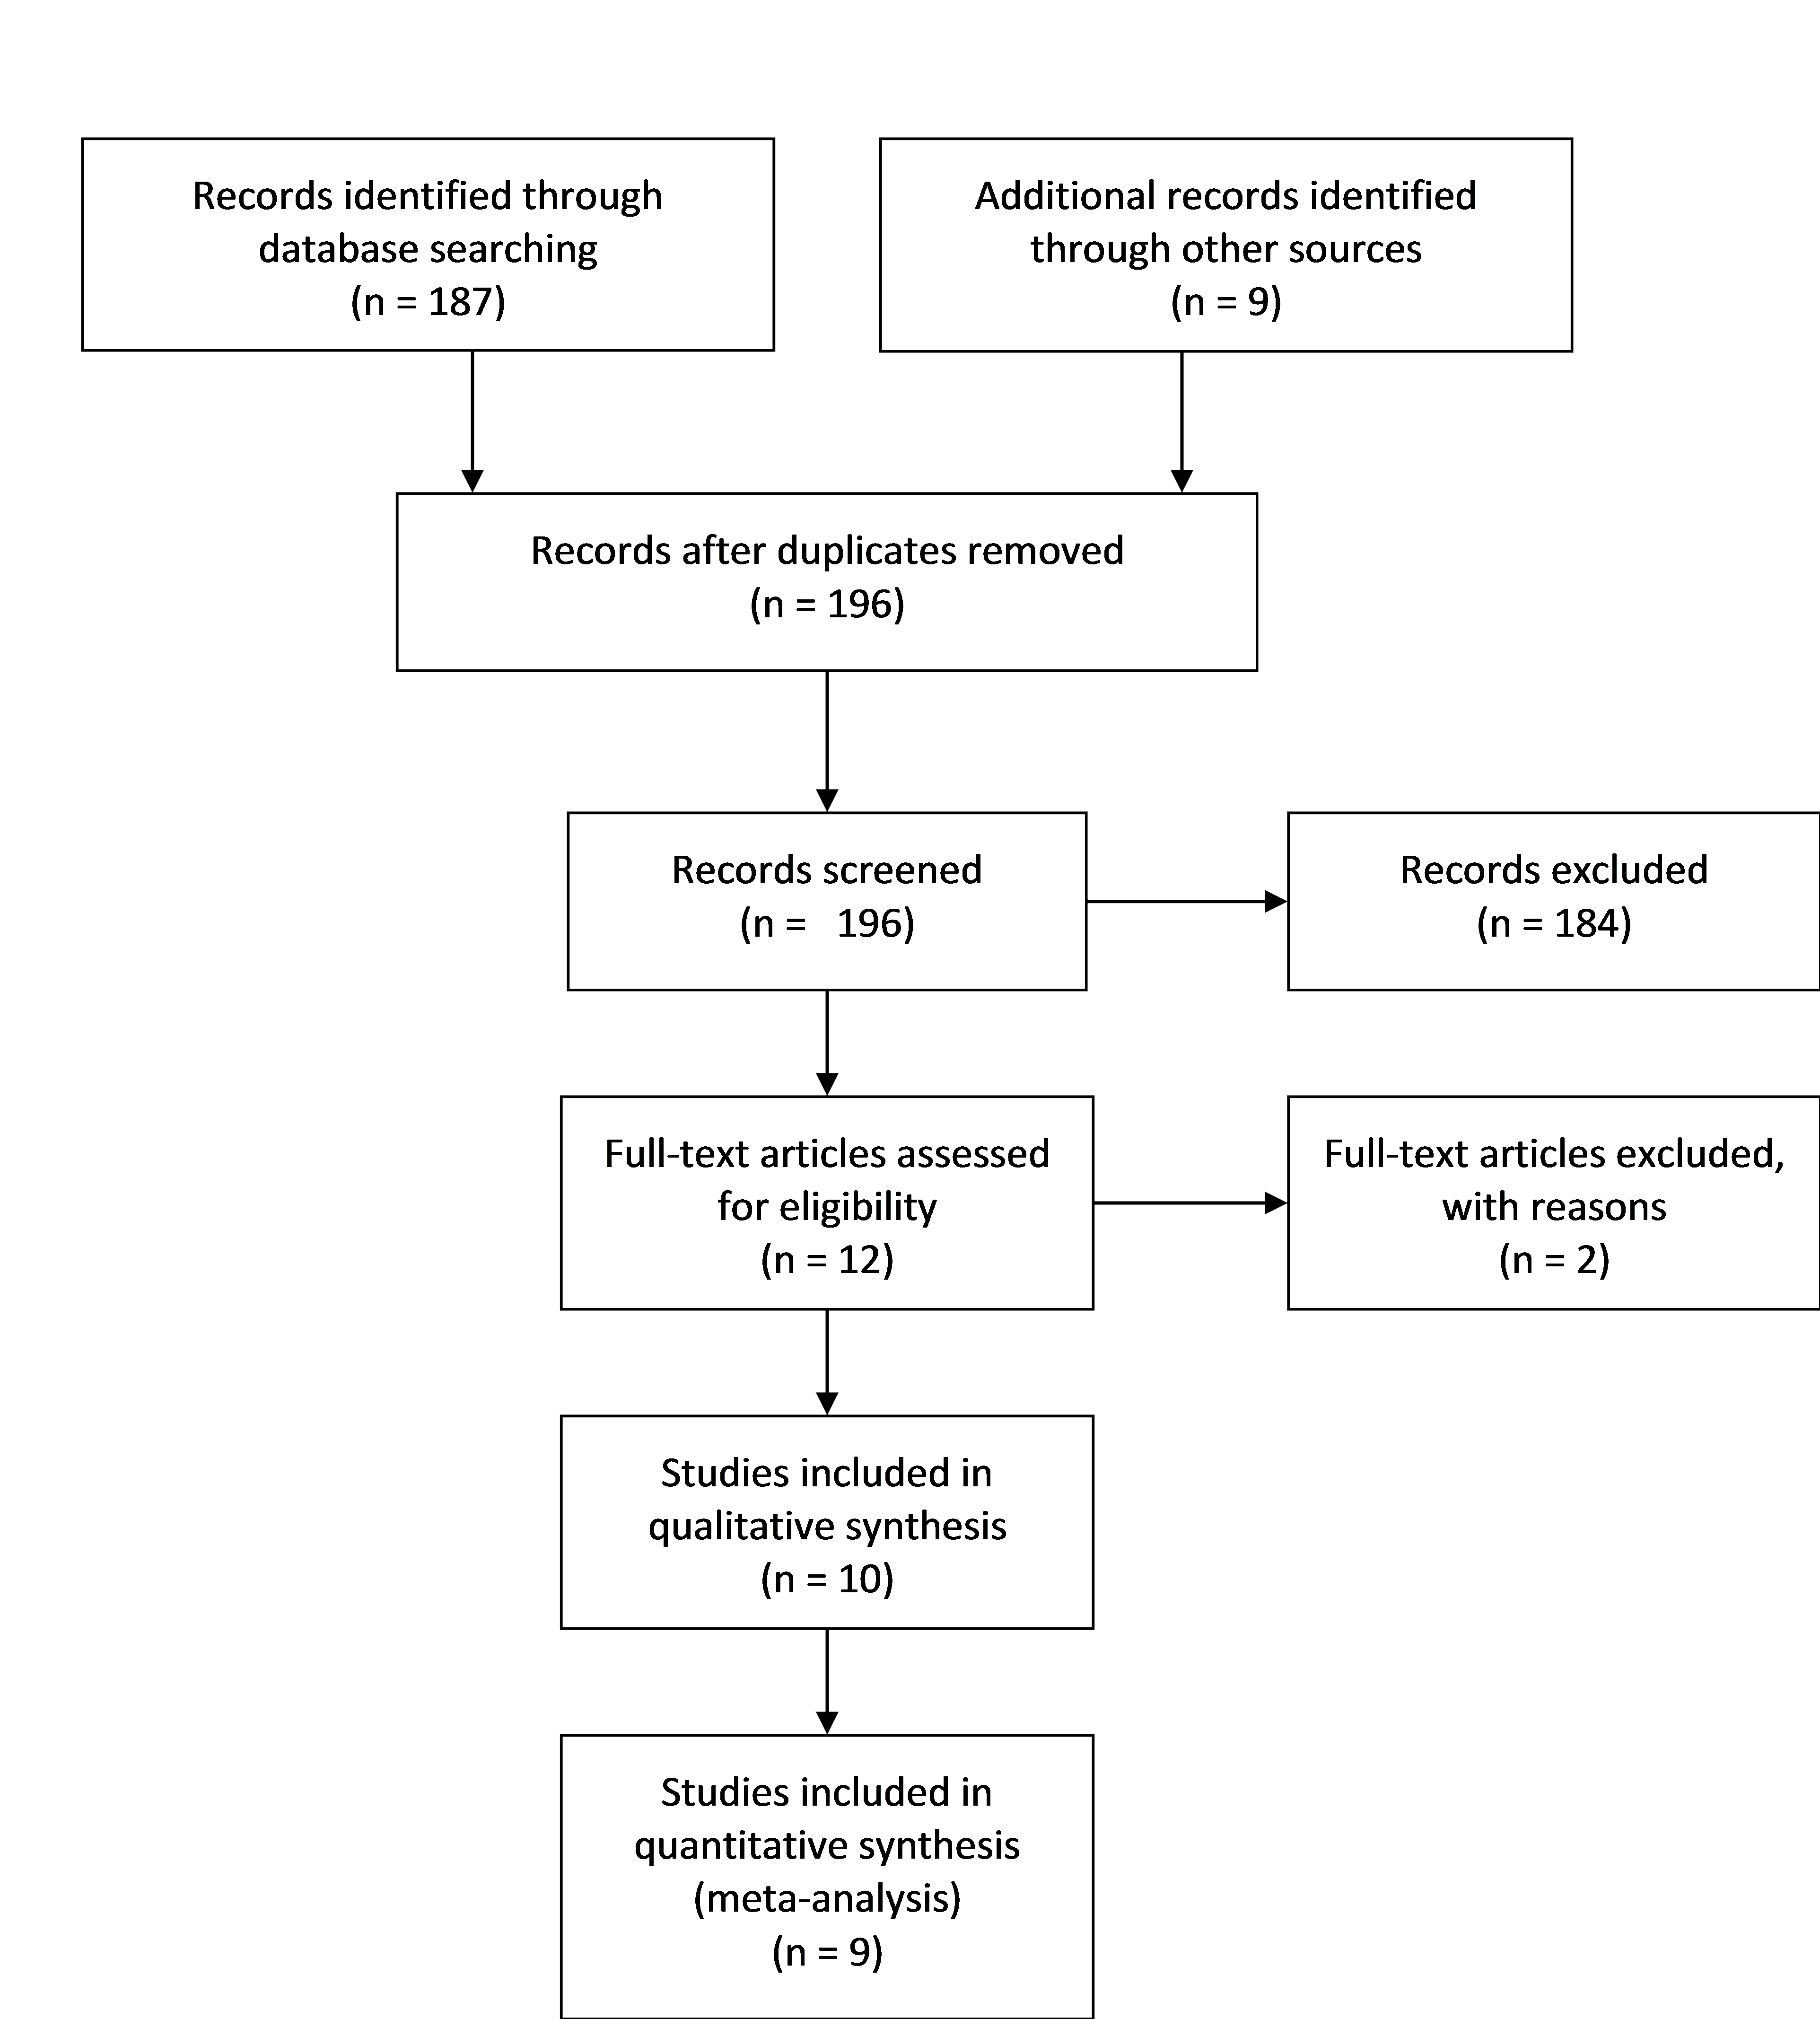 Records identified through
database searching
(n = 187)
Additional records identified
through other sources
(n = 9)
Records after duplicates removed
(n = 196)
Records screened
(n =   196)
Records excluded
(n = 184)
Full-text articles assessed
for eligibility
(n = 12)
Full-text articles excluded,
with reasons
(n = 2)
Studies included in
qualitative synthesis
(n = 10)
Studies included in
quantitative synthesis
(meta-analysis)
(n = 9)